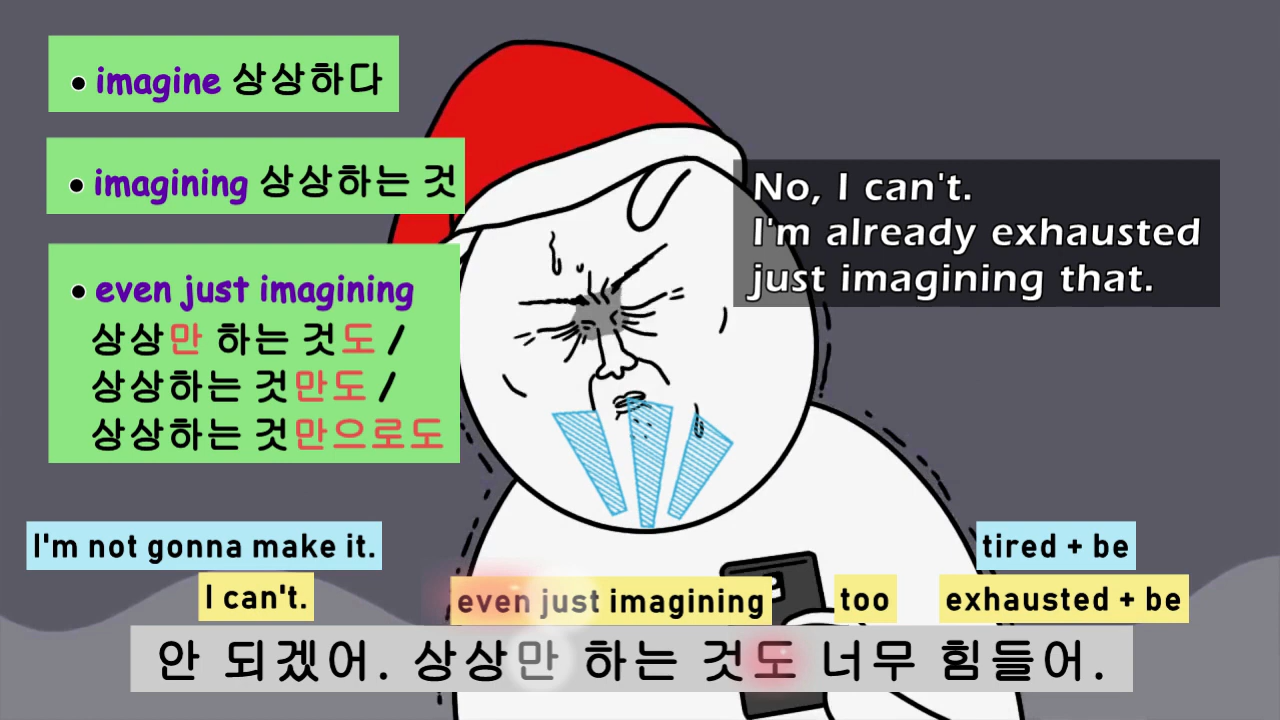 • imagine 상상하다
• imagining 상상하는 것
• even just imagining
상상만 하는 것도 /
상상하는 것만도 /
상상하는 것만으로도
No, I can't.
I'm already exhausted
just imagining that.
I'm not gonna make it.
tired + be
I can't.
even just imagining
too
exhausted + be
안 되겠어. 상상만 하는 것도 너무 힘들어.